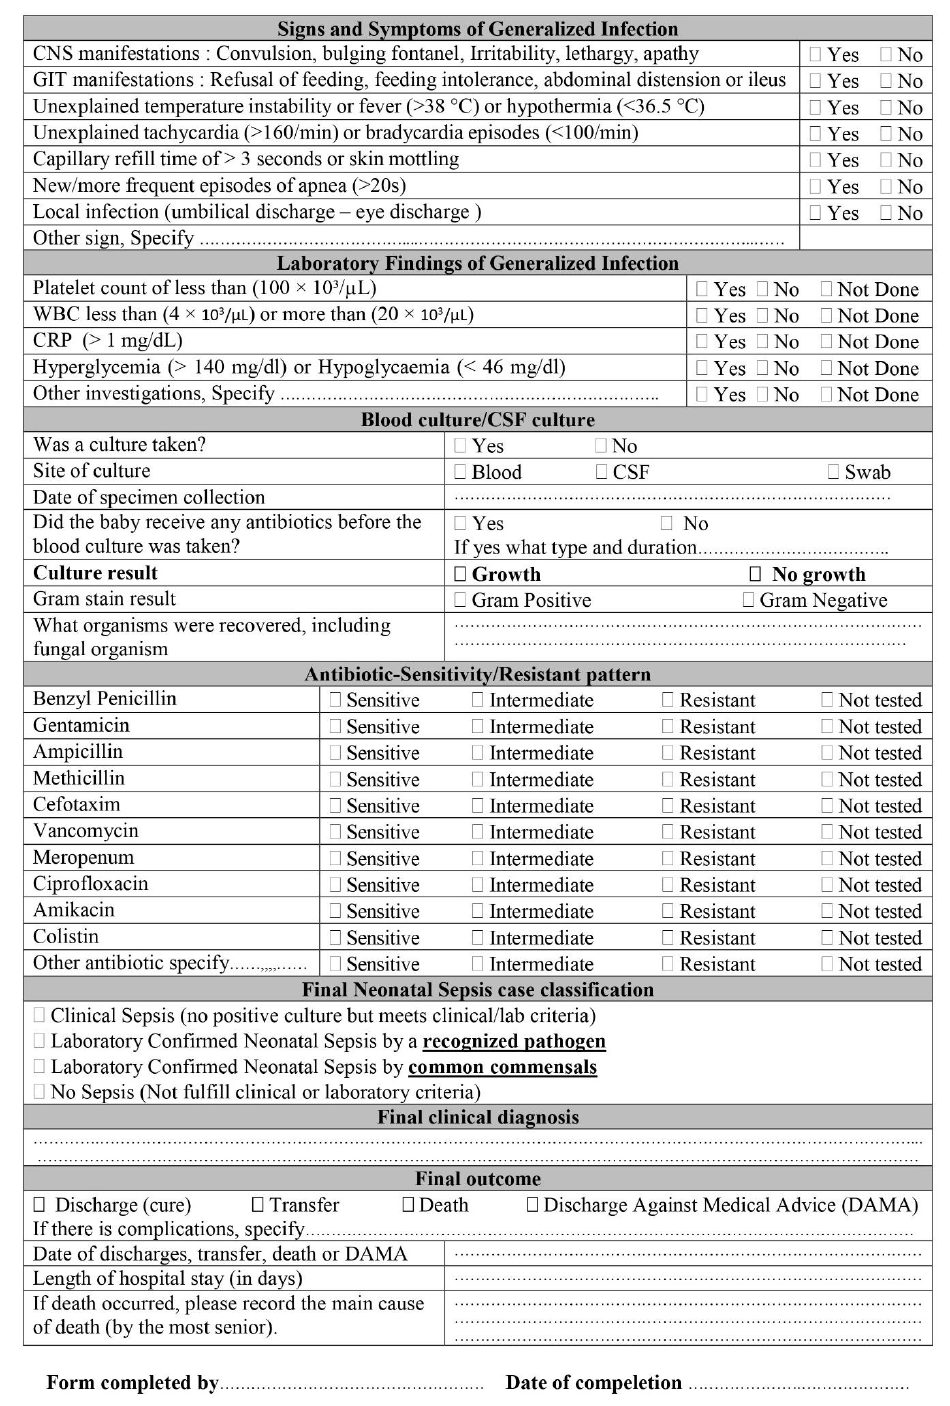 Signs and Symptoms of Generalized Infection
CNS manifestations : Convulsion, bulging fontanel, Irritability, lethargy, apathy ☐ Yes ☐ No
GIT manifestations : Refusal of feeding, feeding intolerance, abdominal distension or ileus ☐ Yes ☐ No
Unexplained temperature instability or fever (>38 °C) or hypothermia (<36.5 °C) ☐ Yes ☐ No
Unexplained tachycardia (>160/min) or bradycardia episodes (<100/min) ☐ Yes ☐ No
Capillary refill time of > 3 seconds or skin mottling ☐ Yes ☐ No
New/more frequent episodes of apnea (>20s) ☐ Yes ☐ No
Local infection (umbilical discharge – eye discharge ) ☐ Yes ☐ No
Other sign, Specify ....................................................................
Laboratory Findings of Generalized Infection
Platelet count of less than (100 × 10³/µL) ☐ Yes ☐ No ☐ Not Done
WBC less than (4 × 10³/µL) or more than (20 × 10³/µL) ☐ Yes ☐ No ☐ Not Done
CRP (> 1 mg/dL) ☐ Yes ☐ No ☐ Not Done
Hyperglycemia (> 140 mg/dl) or Hypoglycaemia (< 46 mg/dl) ☐ Yes ☐ No ☐ Not Done
Other investigations, Specify .................................................... ☐ Yes ☐ No ☐ Not Done
Blood culture/CSF culture
Was a culture taken? ☐ Yes ☐ No
Site of culture ☐ Blood ☐ CSF ☐ Swab
Date of specimen collection ....................................................
Did the baby receive any antibiotics before the ☐ Yes ☐ No
blood culture was taken? If yes what type and duration....................................
Culture result ☐ Growth ☐ No growth
Gram stain result ☐ Gram Positive ☐ Gram Negative
What organisms were recovered, including ....................................................
fungal organism ....................................................
Antibiotic-Sensitivity/Resistant pattern
Benzyl Penicillin ☐ Sensitive ☐ Intermediate ☐ Resistant ☐ Not tested
Gentamicin ☐ Sensitive ☐ Intermediate ☐ Resistant ☐ Not tested
Ampicillin ☐ Sensitive ☐ Intermediate ☐ Resistant ☐ Not tested
Methicillin ☐ Sensitive ☐ Intermediate ☐ Resistant ☐ Not tested
Cefotaxim ☐ Sensitive ☐ Intermediate ☐ Resistant ☐ Not tested
Vancomycin ☐ Sensitive ☐ Intermediate ☐ Resistant ☐ Not tested
Meropenum ☐ Sensitive ☐ Intermediate ☐ Resistant ☐ Not tested
Ciprofloxacin ☐ Sensitive ☐ Intermediate ☐ Resistant ☐ Not tested
Amikacin ☐ Sensitive ☐ Intermediate ☐ Resistant ☐ Not tested
Colistin ☐ Sensitive ☐ Intermediate ☐ Resistant ☐ Not tested
Other antibiotic specify......,,,,,...... ☐ Sensitive ☐ Intermediate ☐ Resistant ☐ Not tested
Final Neonatal Sepsis case classification
☐ Clinical Sepsis (no positive culture but meets clinical/lab criteria)
☐ Laboratory Confirmed Neonatal Sepsis by a recognized pathogen
☐ Laboratory Confirmed Neonatal Sepsis by common commensals
☐ No Sepsis (Not fulfill clinical or laboratory criteria)
Final clinical diagnosis
....................................................................
....................................................................
Final outcome
☐ Discharge (cure) ☐ Transfer ☐ Death ☐ Discharge Against Medical Advice (DAMA)
If there is complications, specify....................................................................
Date of discharges, transfer, death or DAMA ....................................................
Length of hospital stay (in days) ....................................................
If death occurred, please record the main cause ....................................................
of death (by the most senior). ....................................................
....................................................
Form completed by.................................................... Date of compeletion ..........................................